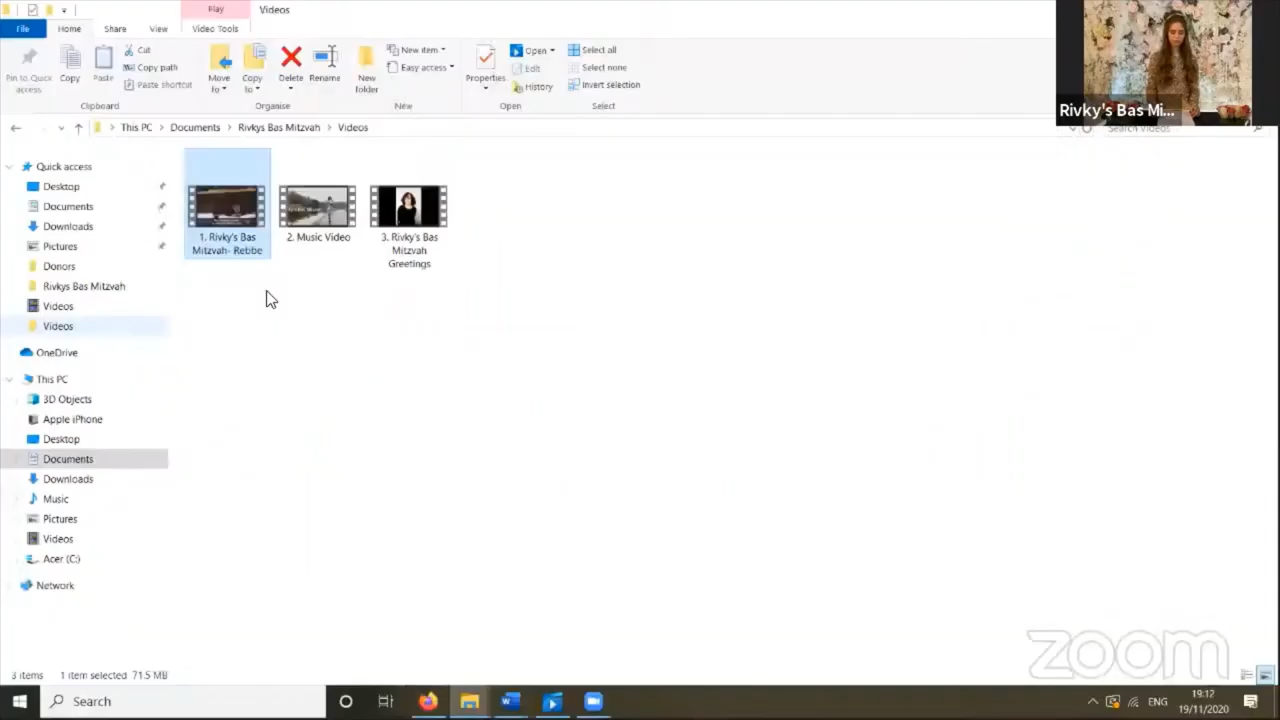 Play
Videos
File
Home
Share
View
Video Tools
Pin to Quick access
Copy
Paste
Cut
Copy path
Paste shortcut
Clipboard
Move to
Copy to
Delete
Rename
Organise
New folder
New item
Easy access
New
Properties
Open
Edit
History
Open
Select all
Select none
Invert selection
Select
Rivky's Bas Mi...
This PC
Documents
Rivkys Bas Mitzvah
Videos
Search Videos
Quick access
Desktop
Documents
Downloads
Pictures
Donors
Rivkys Bas Mitzvah
Videos
Videos
OneDrive
This PC
3D Objects
Apple iPhone
Desktop
Documents
Downloads
Music
Pictures
Videos
Acer (C:)
Network
1. Rivky's Bas
Mitzvah- Rebbe
2. Music Video
3. Rivky's Bas
Mitzvah
Greetings
zoom
3 items
1 item selected 71.5 MB
Search
ENG
19:12
19/11/2020